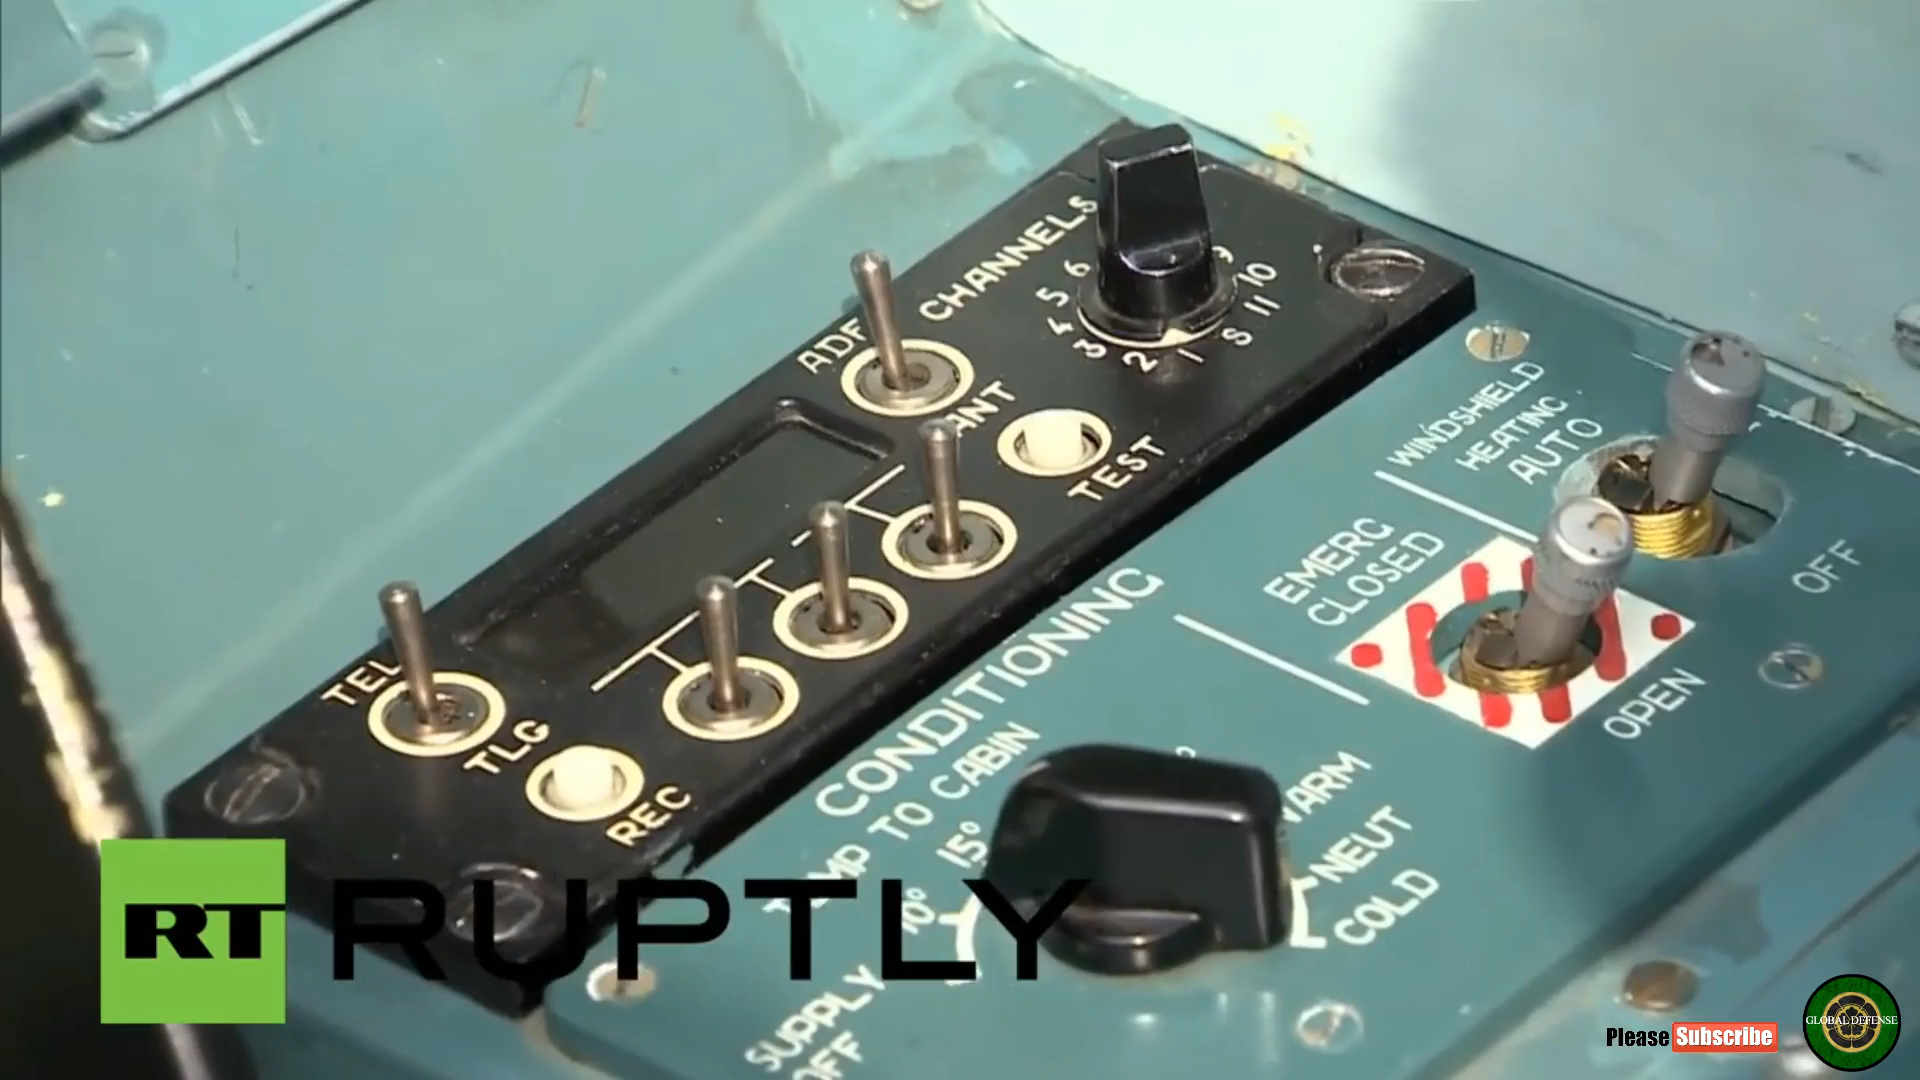 CHANNELS
6
5
4
3
2
1
S
11
10
9
ADF
ANT
TEST
TEL
TLG
REC
WINDSHIELD
HEATING
AUTO
OFF
EMERG
CLOSED
OPEN
CONDITIONING
TEMP TO CABIN
15°
10°
WARM
NEUT
COLD
SUPPLY
OFF
RT RUPTLY
Please Subscribe
GLOBAL DEFENSE